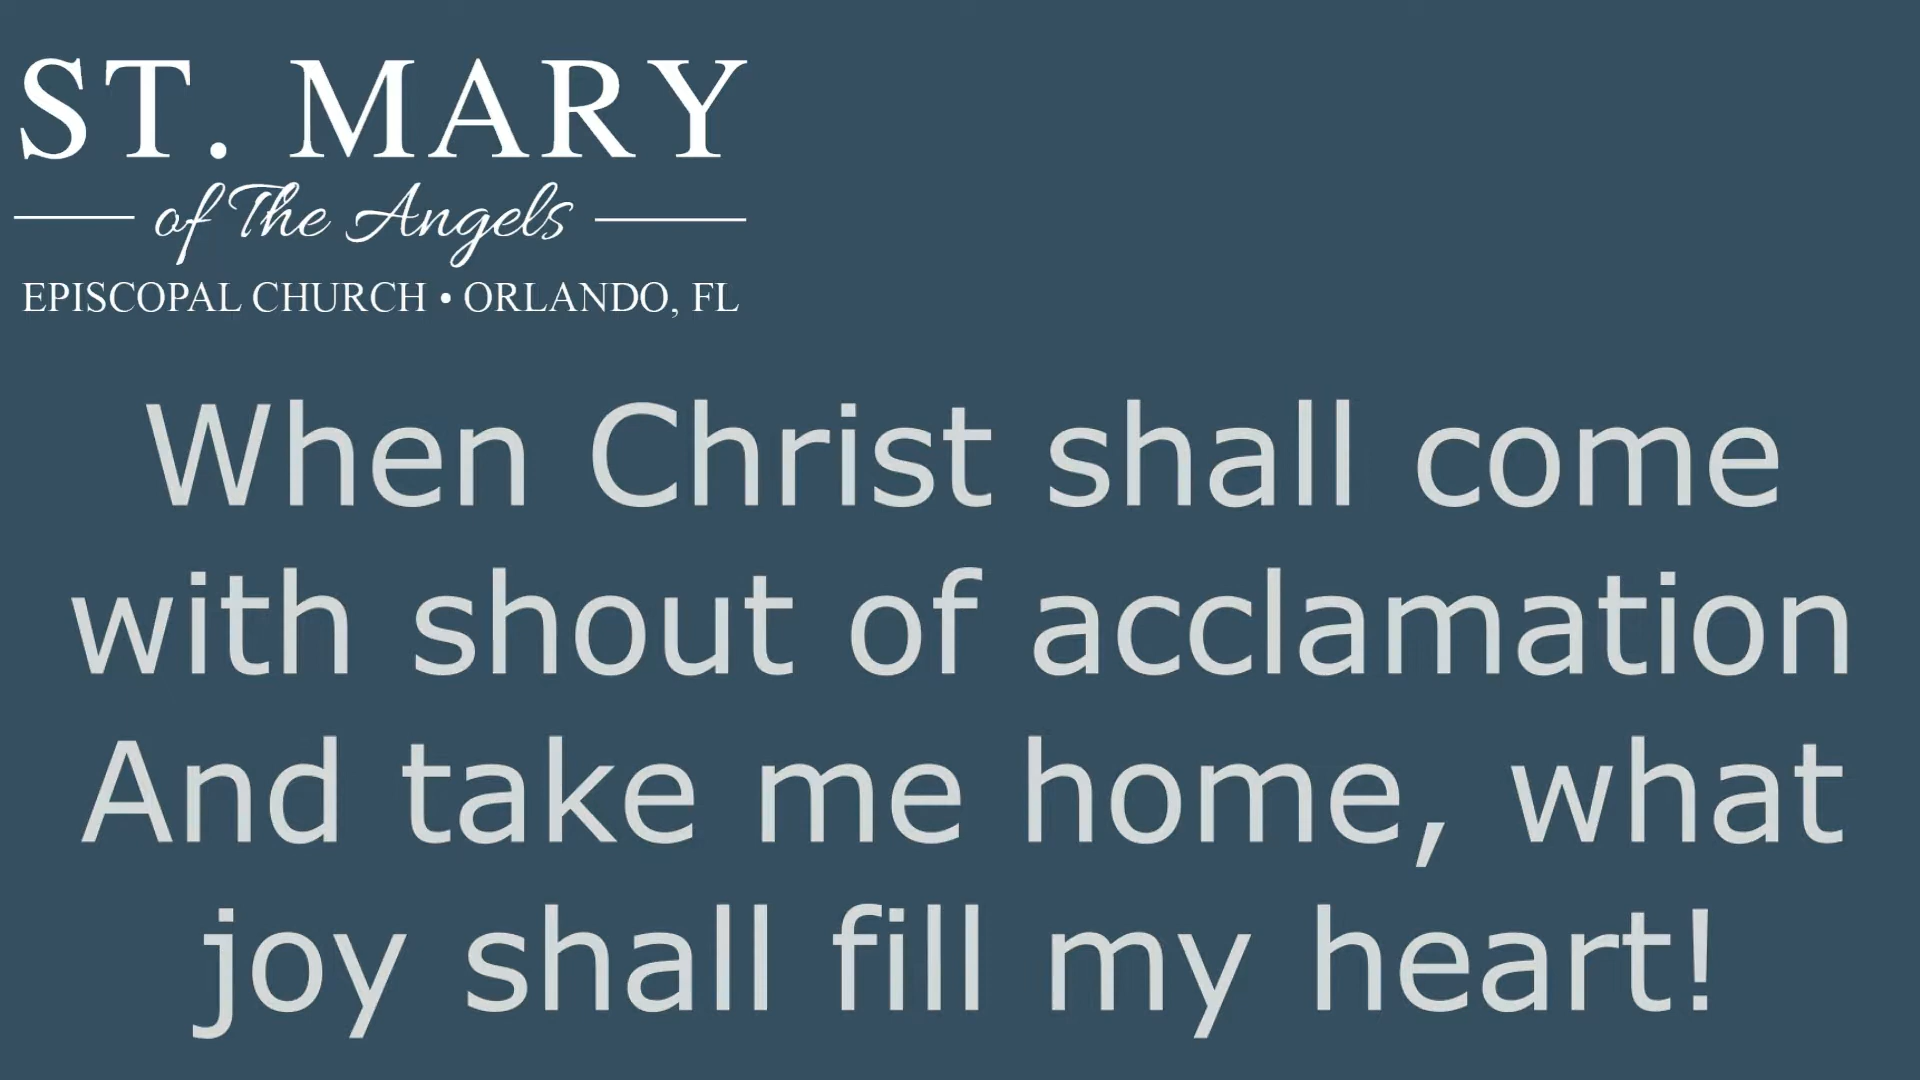 ST. MARY
of The Angels
EPISCOPAL CHURCH • ORLANDO, FL
When Christ shall come
with shout of acclamation
And take me home, what
joy shall fill my heart!